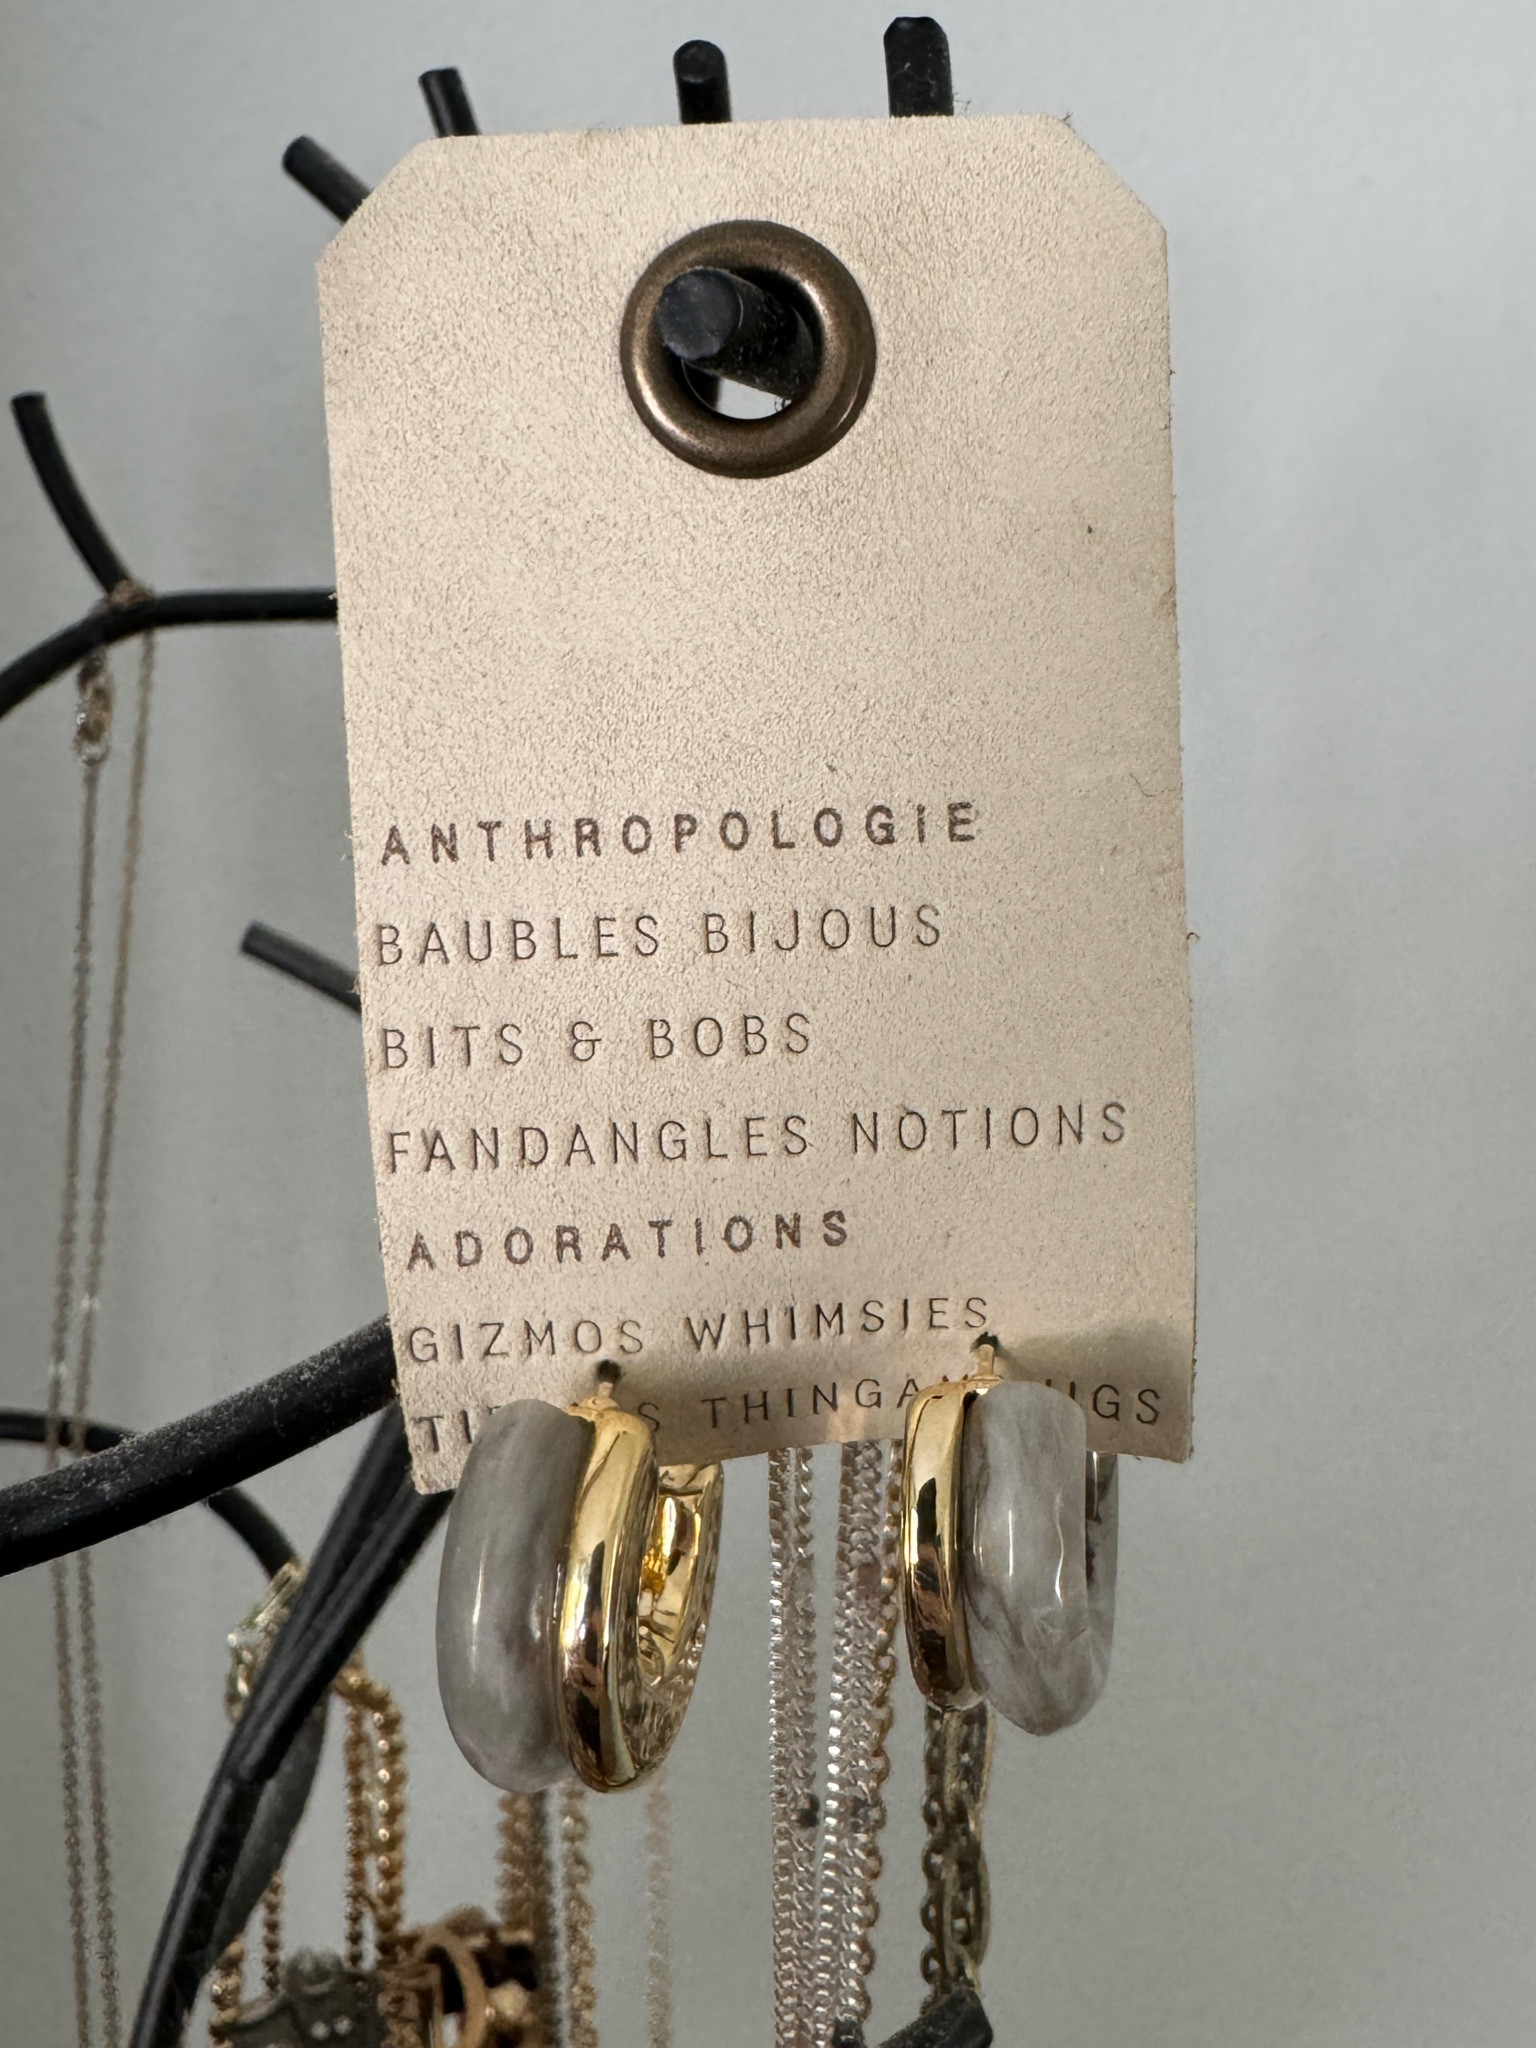 ANTHROPOLOGIE
BAUBLES BIJOUS
BITS & BOBS
FANDANGLES NOTIONS
ADORATIONS
GIZMOS WHIMSIES